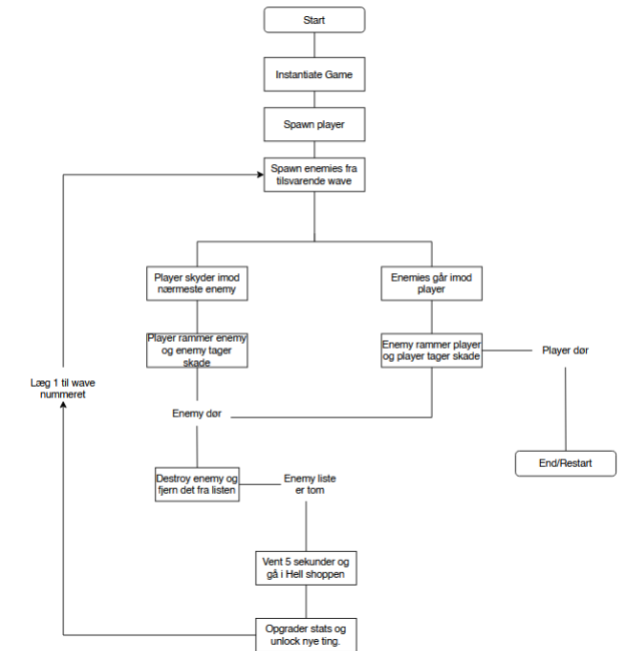 Start
Instantiate Game
Spawn player
Spawn enemies fra
tilsvarende wave
Player skyder imod
nærmeste enemy
Enemies går imod
player
Player rammer enemy
og enemy tager
skade
Enemy rammer player
og player tager skade
Player dør
Læg 1 til wave
nummeret
Enemy dør
End/Restart
Destroy enemy og
fjern det fra listen
Enemy liste
er tom
Vent 5 sekunder og
gå i Hell shoppen
Opgrader stats og
unlock nye ting.